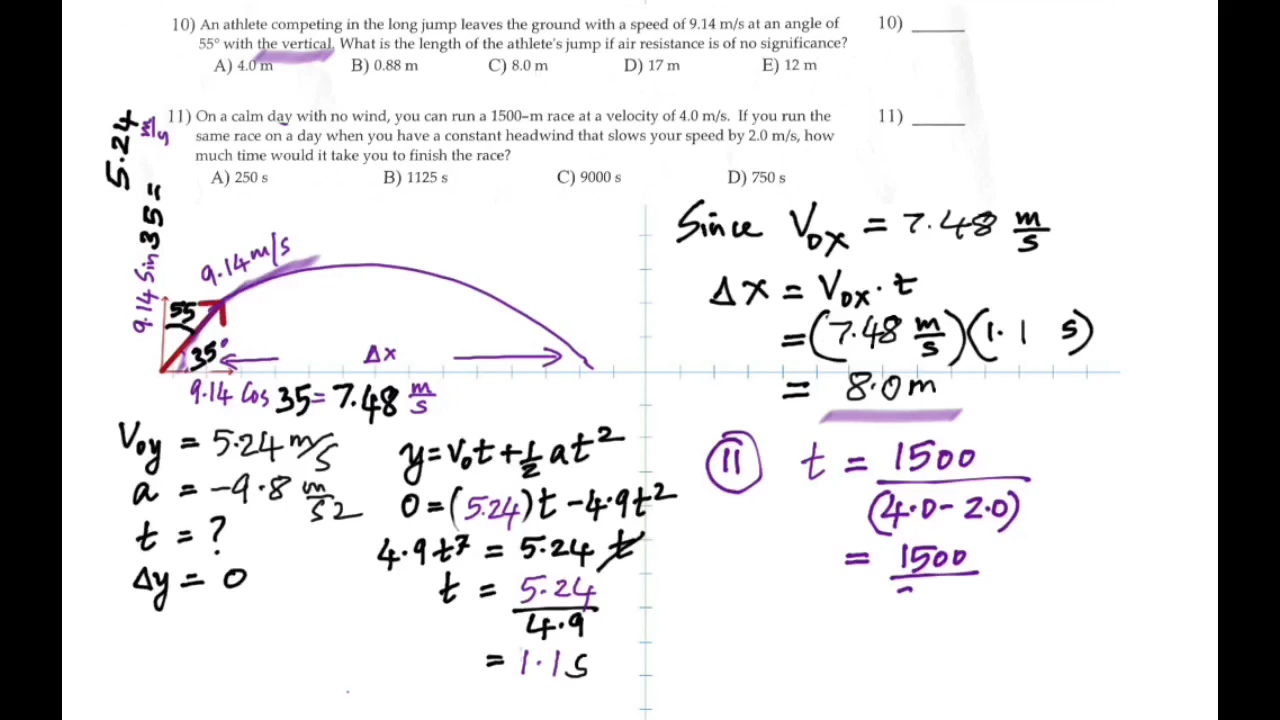 10) An athlete competing in the long jump leaves the ground with a speed of 9.14 m/s at an angle of
55° with the vertical. What is the length of the athlete's jump if air resistance is of no significance?
A) 4.0 m B) 0.88 m C) 8.0 m D) 17 m E) 12 m
10) ______
11) On a calm day with no wind, you can run a 1500-m race at a velocity of 4.0 m/s. If you run the
same race on a day when you have a constant headwind that slows your speed by 2.0 m/s, how
much time would it take you to finish the race?
A) 250 s B) 1125 s C) 9000 s D) 750 s
11) ______
9.14 Sin 35 = 5.24 m/s
9.14 m/s
55
35°
Δx
9.14 Cos 35 = 7.48 m/s
Voy = 5.24 m/s
a = -9.8 m/s2
t = ?
Δy = 0
y = V₀t + 1/2 at²
0 = (5.24)t - 4.9t²
4.9t² = 5.24 t
t = 5.24/4.9
= 1.1 s
Since Vox = 7.48 m/s
Δx = Vox · t
= (7.48 m/s)(1.1 s)
= 8.0 m
11 t = 1500/(4.0 - 2.0)
= 1500